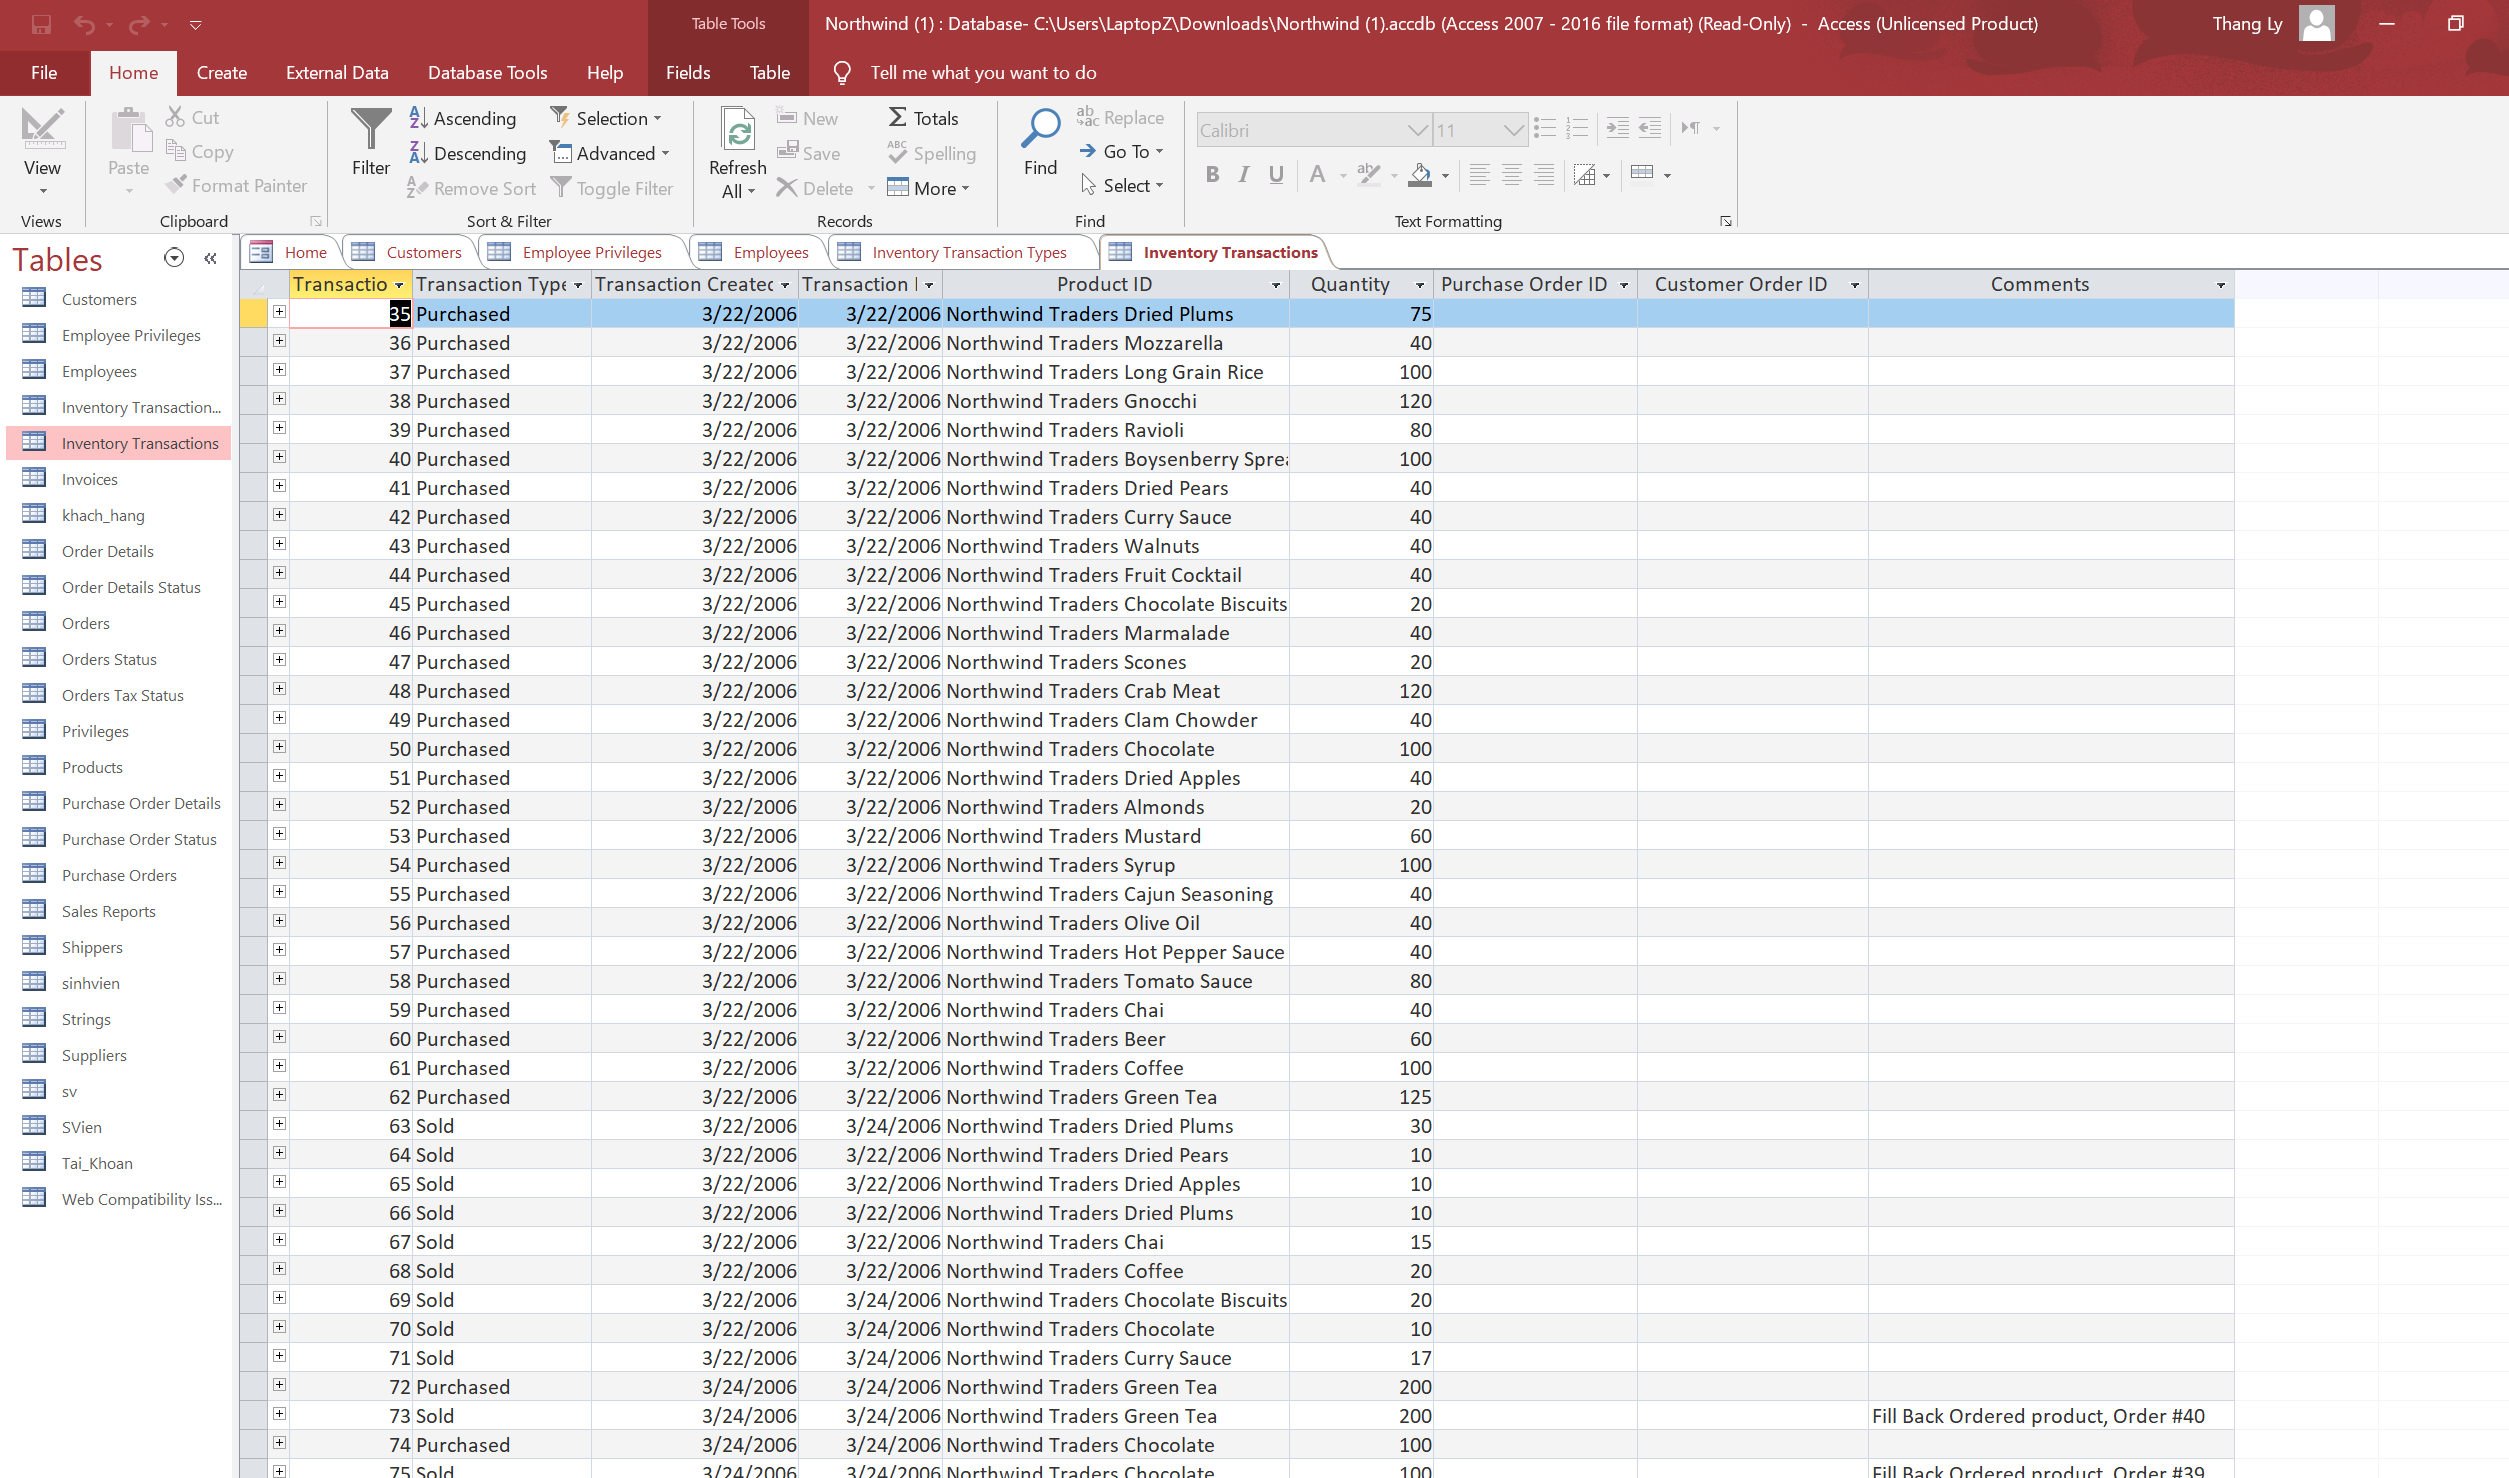 Table Tools
Northwind (1) : Database- C:\Users\LaptopZ\Downloads\Northwind (1).accdb (Access 2007 - 2016 file format) (Read-Only) - Access (Unlicensed Product)
Thang Ly
File Home Create External Data Database Tools Help Fields Table Tell me what you want to do
View
Views
Paste
Cut
Copy
Format Painter
Clipboard
Filter
Ascending
Descending
Remove Sort
Selection
Advanced
Toggle Filter
Sort & Filter
Refresh
All
New
Save
Delete
Totals
Spelling
More
Records
Find
Replace
Go To
Select
Find
Calibri 11
B I U A
Text Formatting
Tables
Customers
Employee Privileges
Employees
Inventory Transaction...
Inventory Transactions
Invoices
khach_hang
Order Details
Order Details Status
Orders
Orders Status
Orders Tax Status
Privileges
Products
Purchase Order Details
Purchase Order Status
Purchase Orders
Sales Reports
Shippers
sinhvien
Strings
Suppliers
sv
SVien
Tai_Khoan
Web Compatibility Iss...
Home Customers Employee Privileges Employees Inventory Transaction Types Inventory Transactions
Transactio Transaction Type Transaction Created Transaction Product ID Quantity Purchase Order ID Customer Order ID Comments
35 Purchased 3/22/2006 3/22/2006 Northwind Traders Dried Plums 75
36 Purchased 3/22/2006 3/22/2006 Northwind Traders Mozzarella 40
37 Purchased 3/22/2006 3/22/2006 Northwind Traders Long Grain Rice 100
38 Purchased 3/22/2006 3/22/2006 Northwind Traders Gnocchi 120
39 Purchased 3/22/2006 3/22/2006 Northwind Traders Ravioli 80
40 Purchased 3/22/2006 3/22/2006 Northwind Traders Boysenberry Sprea 100
41 Purchased 3/22/2006 3/22/2006 Northwind Traders Dried Pears 40
42 Purchased 3/22/2006 3/22/2006 Northwind Traders Curry Sauce 40
43 Purchased 3/22/2006 3/22/2006 Northwind Traders Walnuts 40
44 Purchased 3/22/2006 3/22/2006 Northwind Traders Fruit Cocktail 40
45 Purchased 3/22/2006 3/22/2006 Northwind Traders Chocolate Biscuits 20
46 Purchased 3/22/2006 3/22/2006 Northwind Traders Marmalade 40
47 Purchased 3/22/2006 3/22/2006 Northwind Traders Scones 20
48 Purchased 3/22/2006 3/22/2006 Northwind Traders Crab Meat 120
49 Purchased 3/22/2006 3/22/2006 Northwind Traders Clam Chowder 40
50 Purchased 3/22/2006 3/22/2006 Northwind Traders Chocolate 100
51 Purchased 3/22/2006 3/22/2006 Northwind Traders Dried Apples 40
52 Purchased 3/22/2006 3/22/2006 Northwind Traders Almonds 20
53 Purchased 3/22/2006 3/22/2006 Northwind Traders Mustard 60
54 Purchased 3/22/2006 3/22/2006 Northwind Traders Syrup 100
55 Purchased 3/22/2006 3/22/2006 Northwind Traders Cajun Seasoning 40
56 Purchased 3/22/2006 3/22/2006 Northwind Traders Olive Oil 40
57 Purchased 3/22/2006 3/22/2006 Northwind Traders Hot Pepper Sauce 40
58 Purchased 3/22/2006 3/22/2006 Northwind Traders Tomato Sauce 80
59 Purchased 3/22/2006 3/22/2006 Northwind Traders Chai 40
60 Purchased 3/22/2006 3/22/2006 Northwind Traders Beer 60
61 Purchased 3/22/2006 3/22/2006 Northwind Traders Coffee 100
62 Purchased 3/22/2006 3/22/2006 Northwind Traders Green Tea 125
63 Sold 3/22/2006 3/24/2006 Northwind Traders Dried Plums 30
64 Sold 3/22/2006 3/22/2006 Northwind Traders Dried Pears 10
65 Sold 3/22/2006 3/22/2006 Northwind Traders Dried Apples 10
66 Sold 3/22/2006 3/22/2006 Northwind Traders Dried Plums 10
67 Sold 3/22/2006 3/22/2006 Northwind Traders Chai 15
68 Sold 3/22/2006 3/22/2006 Northwind Traders Coffee 20
69 Sold 3/22/2006 3/24/2006 Northwind Traders Chocolate Biscuits 20
70 Sold 3/22/2006 3/24/2006 Northwind Traders Chocolate 10
71 Sold 3/22/2006 3/24/2006 Northwind Traders Curry Sauce 17
72 Purchased 3/24/2006 3/24/2006 Northwind Traders Green Tea 200
73 Sold 3/24/2006 3/24/2006 Northwind Traders Green Tea 200 Fill Back Ordered product, Order #40
74 Purchased 3/24/2006 3/24/2006 Northwind Traders Chocolate 100
75 Sold 3/24/2006 3/24/2006 Northwind Traders Chocolate 100 Fill Back Ordered product, Order #39